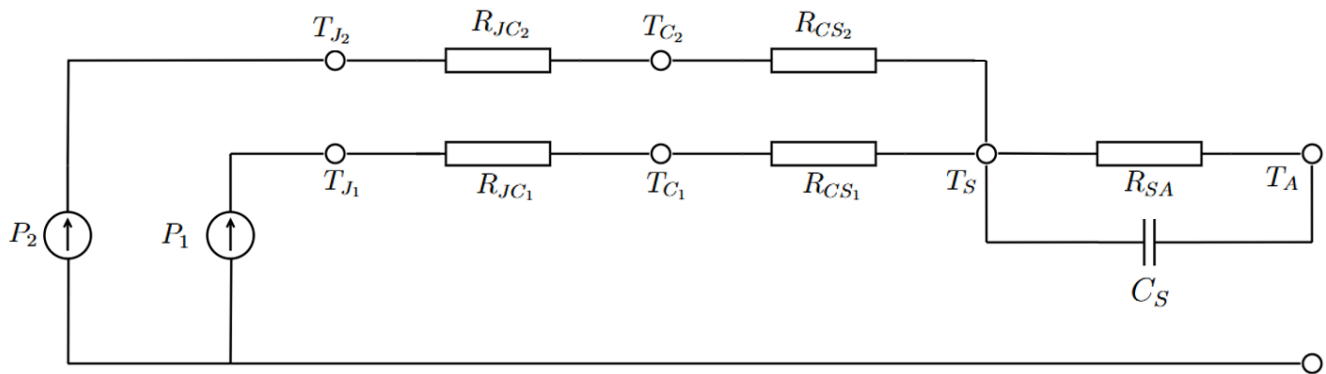 T_{J_2} R_{JC_2} T_{C_2} R_{CS_2}
T_{J_1} R_{JC_1} T_{C_1} R_{CS_1} T_S R_{SA} T_A
P_2 P_1
C_S